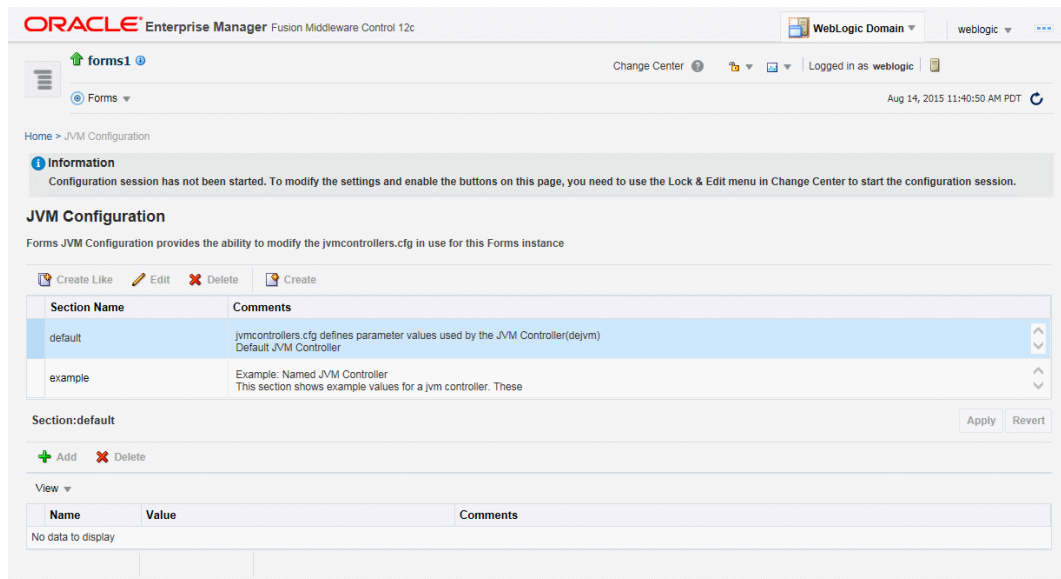 ORACLE Enterprise Manager Fusion Middleware Control 12c
WebLogic Domain
weblogic
forms1
Change Center
Logged in as weblogic
Forms
Aug 14, 2015 11:40:50 AM PDT
Home > JVM Configuration
Information
Configuration session has not been started. To modify the settings and enable the buttons on this page, you need to use the Lock & Edit menu in Change Center to start the configuration session.
JVM Configuration
Forms JVM Configuration provides the ability to modify the jvmcontrollers.cfg in use for this Forms instance
Create Like Edit Delete Create
Section Name Comments
default
jvmcontrollers.cfg defines parameter values used by the JVM Controller(dejvm)
Default JVM Controller
example
Example: Named JVM Controller
This section shows example values for a jvm controller. These
Section:default
Apply Revert
Add Delete
View
Name Value Comments
No data to display